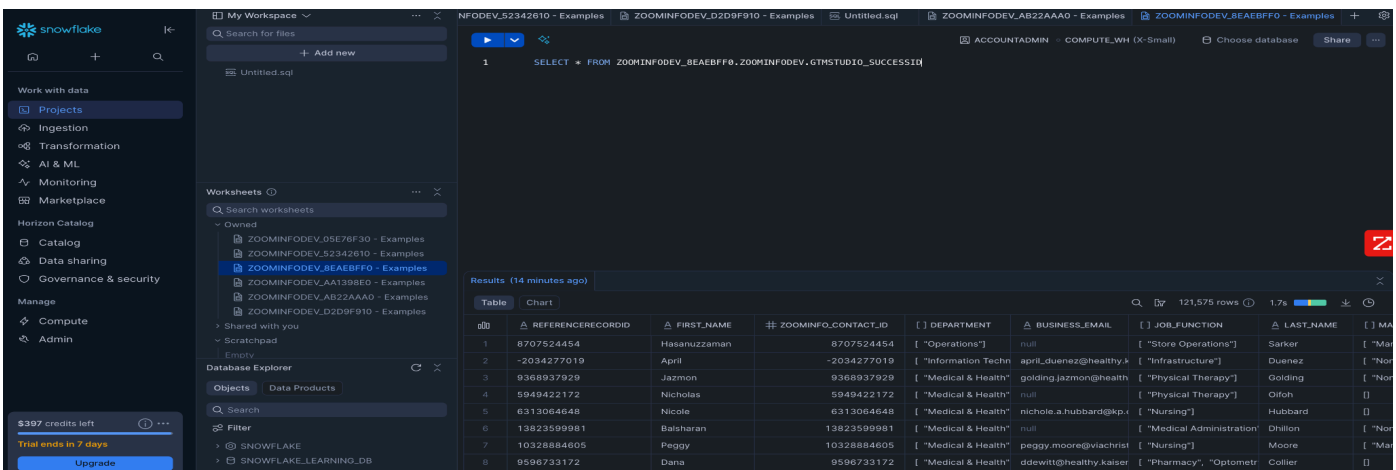 snowflake
Work with data
Projects
Ingestion
Transformation
AI & ML
Monitoring
Marketplace
Horizon Catalog
Catalog
Data sharing
Governance & security
Manage
Compute
Admin
$397 credits left
Trial ends in 7 days
Upgrade
My Workspace
Search for files
+ Add new
Untitled.sql
Worksheets
Search worksheets
Owned
ZOOMINFODEV_05E76F30 - Examples
ZOOMINFODEV_52342610 - Examples
ZOOMINFODEV_8EAEBFF0 - Examples
ZOOMINFODEV_AA1398E0 - Examples
ZOOMINFODEV_AB22AAA0 - Examples
ZOOMINFODEV_D2D9F910 - Examples
Shared with you
Scratchpad
Empty
Database Explorer
Objects Data Products
Search
Filter
SNOWFLAKE
SNOWFLAKE_LEARNING_DB
NFODEV_52342610 - Examples ZOOMINFODEV_D2D9F910 - Examples Untitled.sql ZOOMINFODEV_AB22AAA0 - Examples ZOOMINFODEV_8EAEBFF0 - Examples
ACCOUNTADMIN COMPUTE_WH (X-Small) Choose database Share
1 SELECT * FROM ZOOMINFODEV_8EAEBFF0.ZOOMINFODEV.GTMSTUDIO_SUCCESSID
Results (14 minutes ago)
Table Chart 121,575 rows 1.7s
REFERENCERECORDID FIRST_NAME ZOOMINFO_CONTACT_ID DEPARTMENT BUSINESS_EMAIL JOB_FUNCTION LAST_NAME [ ] MA
1 8707524454 Hasanuzzaman 8707524454 [ "Operations"] null [ "Store Operations"] Sarker [ "Mar
2 -2034277019 April -2034277019 [ "Information Techn april_duenez@healthy.k [ "Infrastructure"] Duenez [ "Nor
3 9368937929 Jazmon 9368937929 [ "Medical & Health" golding.jazmon@health [ "Physical Therapy"] Golding [ "Nor
4 5949422172 Nicholas 5949422172 [ "Medical & Health" null [ "Physical Therapy"] Oifoh []
5 6313064648 Nicole 6313064648 [ "Medical & Health" nichole.a.hubbard@kp. [ "Nursing"] Hubbard []
6 13823599981 Balsharan 13823599981 [ "Medical & Health" null [ "Medical Administration" Dhillon [ "Nor
7 10328884605 Peggy 10328884605 [ "Medical & Health" peggy.moore@viachrist [ "Nursing"] Moore [ "Mar
8 9596733172 Dana 9596733172 [ "Medical & Health" ddewitt@healthy.kaiser [ "Pharmacy", "Optometr Collier []